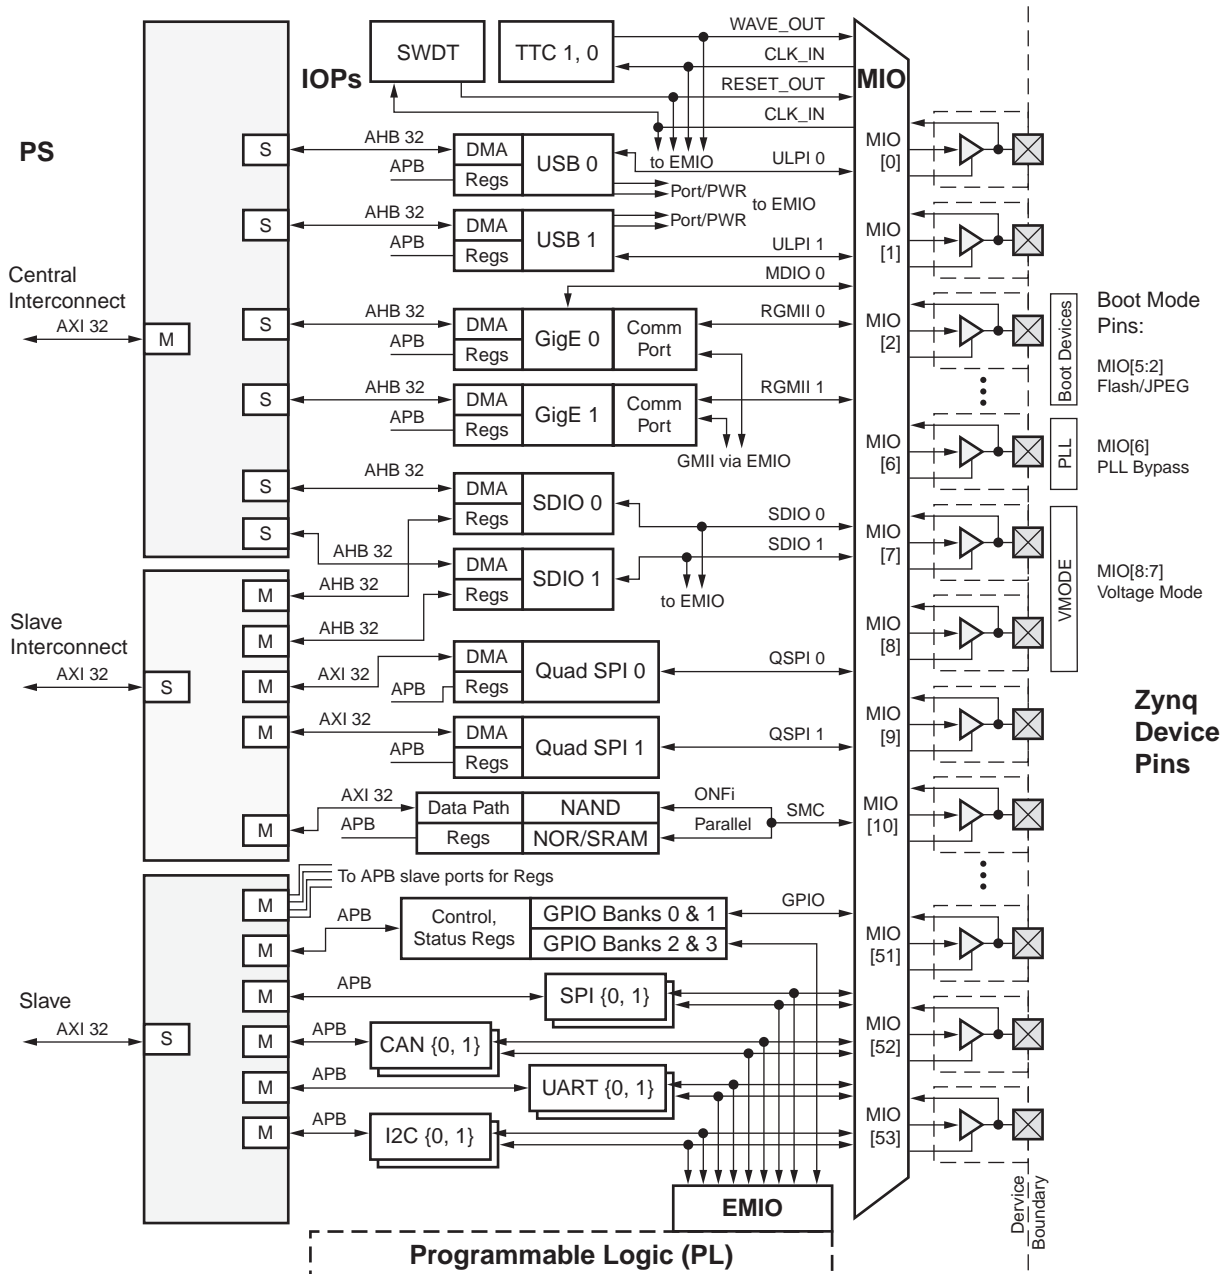 WAVE_OUT
SWDT
TTC 1, 0
CLK_IN
IOPs
MIO
RESET_OUT
CLK_IN
PS
S
AHB 32
DMA
USB 0
to EMIO
MIO
[0]
APB
Regs
ULPI 0
Port/PWR
to EMIO
S
AHB 32
DMA
USB 1
Port/PWR
MIO
[1]
APB
Regs
ULPI 1
MDIO 0
Central
Interconnect
AXI 32
M
S
AHB 32
DMA
GigE 0
Comm
Port
RGMII 0
MIO
[2]
APB
Regs
Boot Devices
Boot Mode
Pins:
MIO[5:2]
Flash/JPEG
S
AHB 32
DMA
GigE 1
Comm
Port
RGMII 1
APB
Regs
GMII via EMIO
MIO
[6]
PLL
MIO[6]
PLL Bypass
S
AHB 32
DMA
SDIO 0
Regs
SDIO 0
MIO
[7]
S
AHB 32
DMA
SDIO 1
SDIO 1
Regs
to EMIO
M
AHB 32
VMODE
MIO[8:7]
Voltage Mode
M
AHB 32
MIO
[8]
Slave
Interconnect
AXI 32
S
M
AXI 32
DMA
Quad SPI 0
QSPI 0
APB
Regs
M
AXI 32
DMA
Quad SPI 1
QSPI 1
MIO
[9]
APB
Regs
Zynq
Device
Pins
M
AXI 32
Data Path
NAND
ONFi
SMC
MIO
[10]
APB
Regs
NOR/SRAM
Parallel
M
To APB slave ports for Regs
M
APB
Control,
Status Regs
GPIO Banks 0 & 1
GPIO
GPIO Banks 2 & 3
MIO
[51]
Slave
AXI 32
S
M
APB
SPI {0, 1}
M
APB
CAN {0, 1}
MIO
[52]
M
APB
UART {0, 1}
M
APB
I2C {0, 1}
MIO
[53]
EMIO
Dervice
Boundary
Programmable Logic (PL)